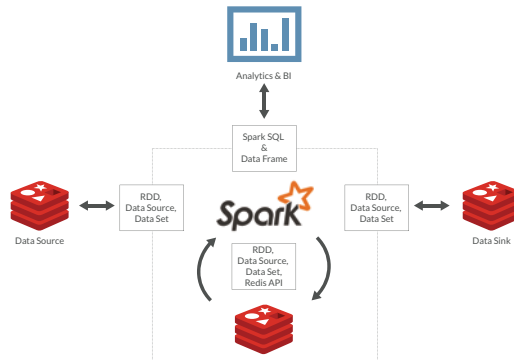 Analytics & BI
Spark SQL
&
Data Frame
RDD,
Data Source,
Data Set
Data Source
Spark
RDD,
Data Source,
Data Set
Data Sink
RDD,
Data Source,
Data Set,
Redis API